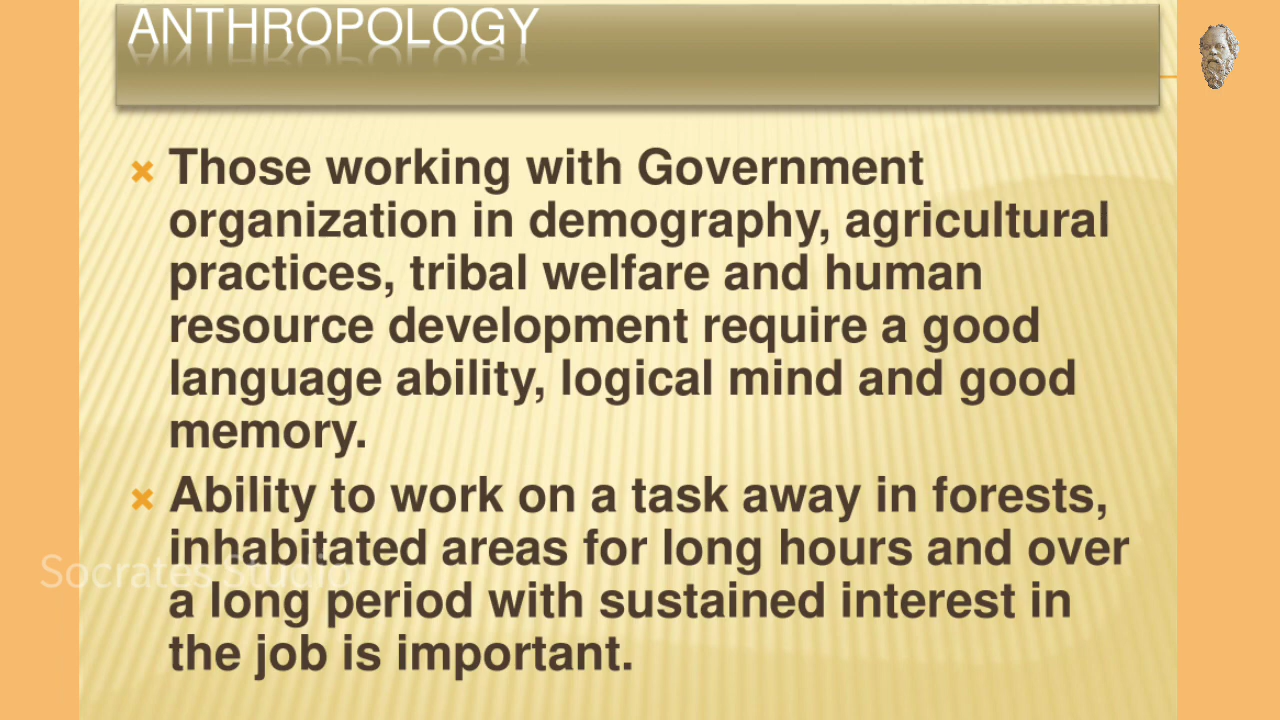 ANTHROPOLOGY
Those working with Government
organization in demography, agricultural
practices, tribal welfare and human
resource development require a good
language ability, logical mind and good
memory.
Ability to work on a task away in forests,
inhabitated areas for long hours and over
a long period with sustained interest in
the job is important.
Socrates Studio